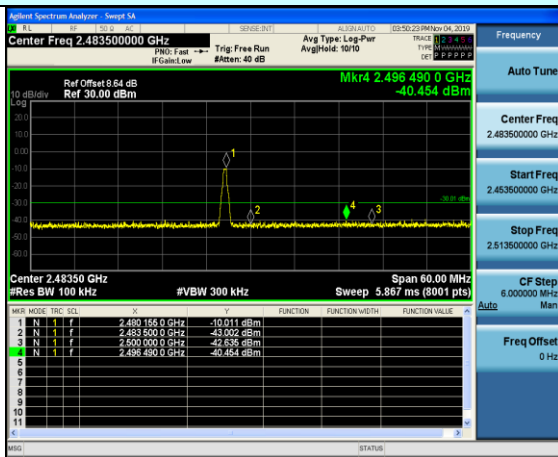 Agilent Spectrum Analyzer - Swept SA
RL RF 50 Ω AC SENSE:INT ALIGNAUTO 03:50:23 PM Nov 04, 2019
Center Freq 2.483500000 GHz
PNO: Fast
IFGain:Low
Trig: Free Run
#Atten: 40 dB
Avg Type: Log-Pwr
Avg|Hold: 10/10
TRACE 1 2 3 4 5 6
TYPE M
DET P P P P P P
Mkr4 2.496 490 0 GHz
-40.454 dBm
Ref Offset 8.64 dB
Ref 30.00 dBm
10 dB/div
Log
20.0
10.0
0.00
-10.0
-20.0
-30.0
-40.0
-50.0
-60.0
1
2
4
3
Center 2.48350 GHz
Span 60.00 MHz
#Res BW 100 kHz
#VBW 300 kHz
Sweep 5.867 ms (8001 pts)
MKR MODE TRC SCL X Y FUNCTION FUNCTION WIDTH FUNCTION VALUE
1 N 1 f 2.480 155 0 GHz -10.011 dBm
2 N 1 f 2.483 500 0 GHz -43.002 dBm
3 N 1 f 2.500 000 0 GHz -42.635 dBm
4 N 1 f 2.496 490 0 GHz -40.454 dBm
5
6
7
8
9
10
11
MSG
STATUS
Frequency
Auto Tune
Center Freq
2.483500000 GHz
Start Freq
2.453500000 GHz
Stop Freq
2.513500000 GHz
CF Step
6.000000 MHz
Auto Man
Freq Offset
0 Hz